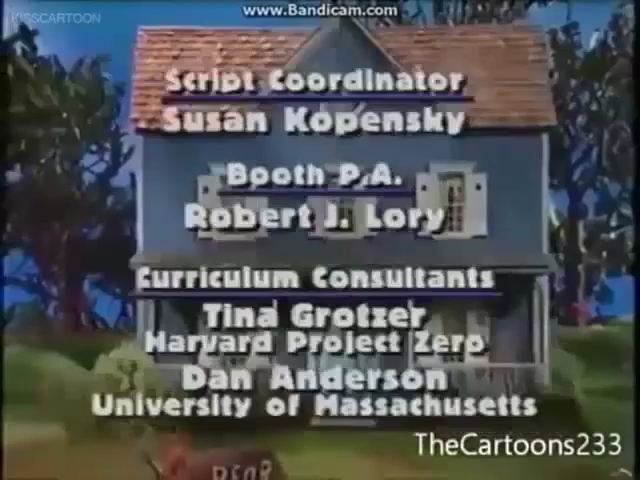 www.Bandicam.com
KISSCARTOON
Script Coordinator
Susan Kopensky
Booth P.A.
Robert J. Lory
Curriculum Consultants
Tina Grotzer
Harvard Project Zero
Dan Anderson
University of Massachusetts
TheCartoons233